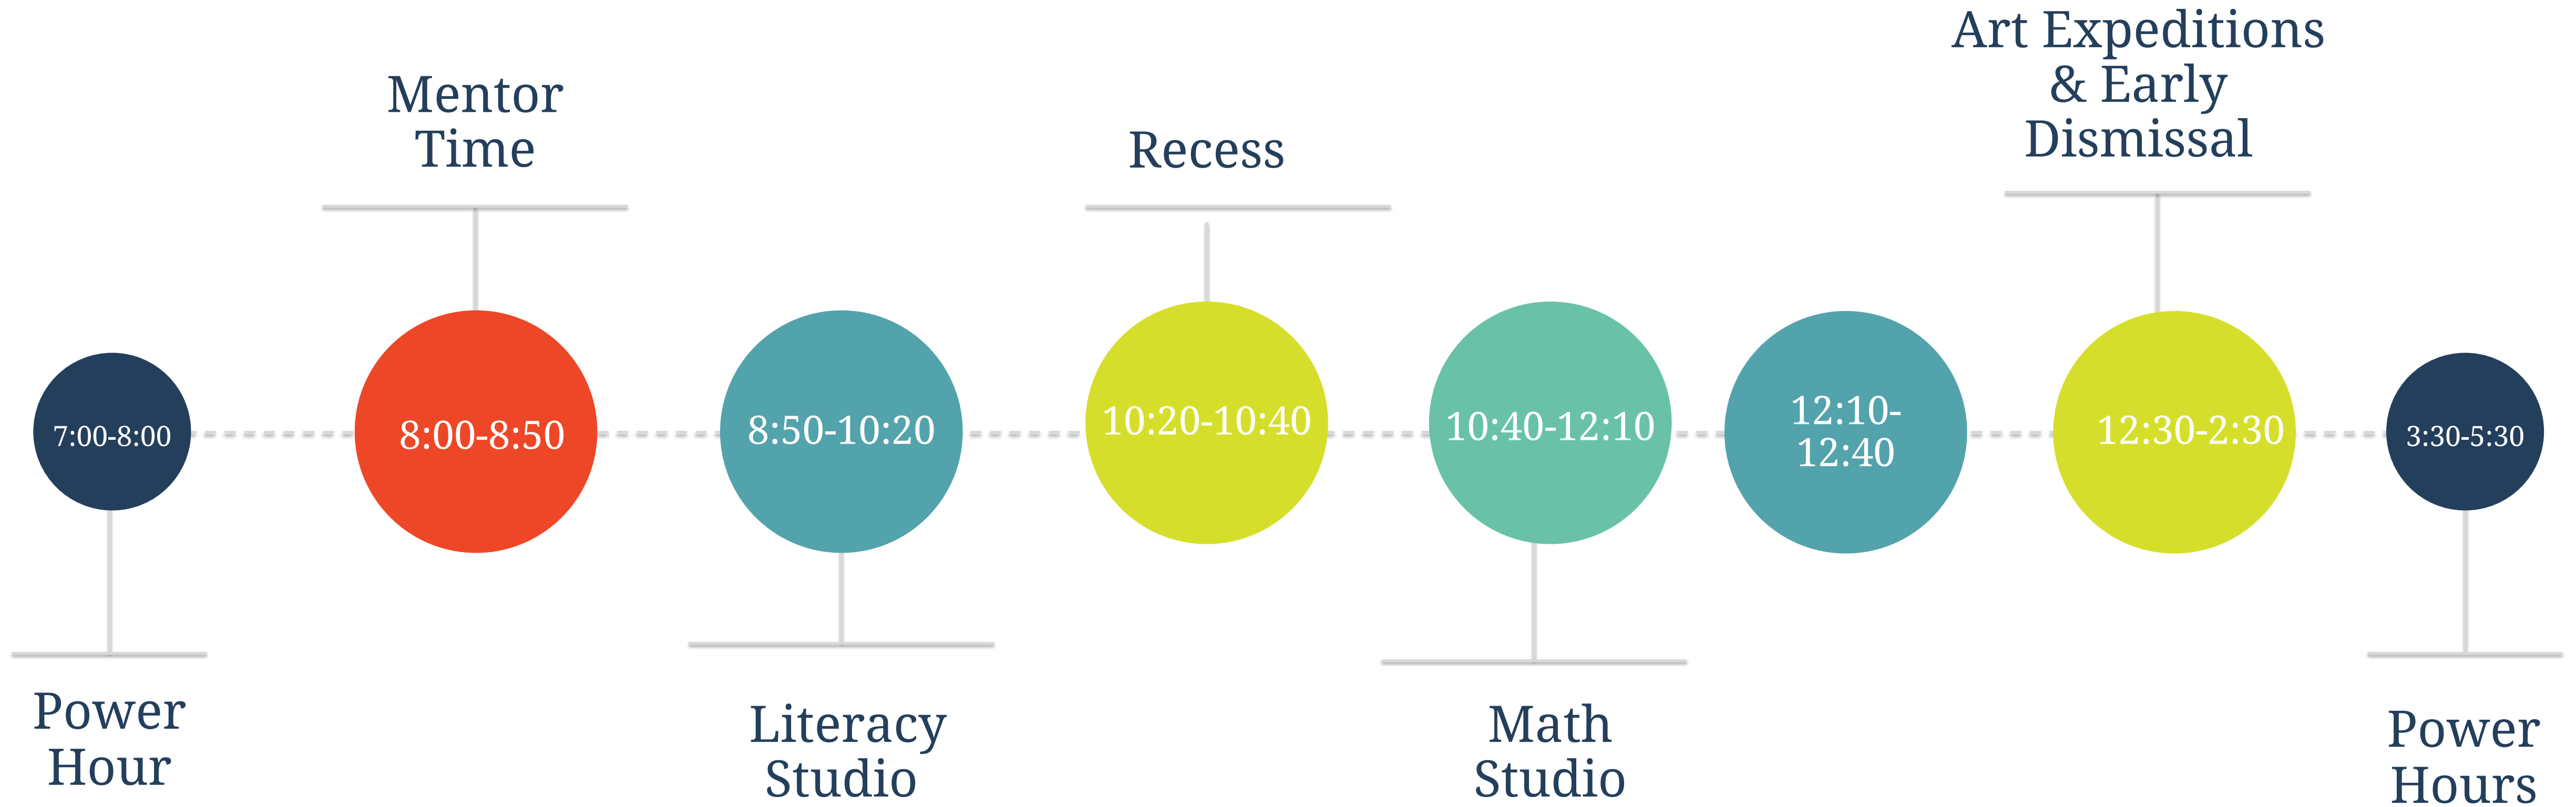 Art Expeditions
& Early
Dismissal
Mentor
Time
Recess
7:00-8:00
8:00-8:50
8:50-10:20
10:20-10:40
10:40-12:10
12:10-
12:40
12:30-2:30
3:30-5:30
Power
Hour
Literacy
Studio
Math
Studio
Power
Hours